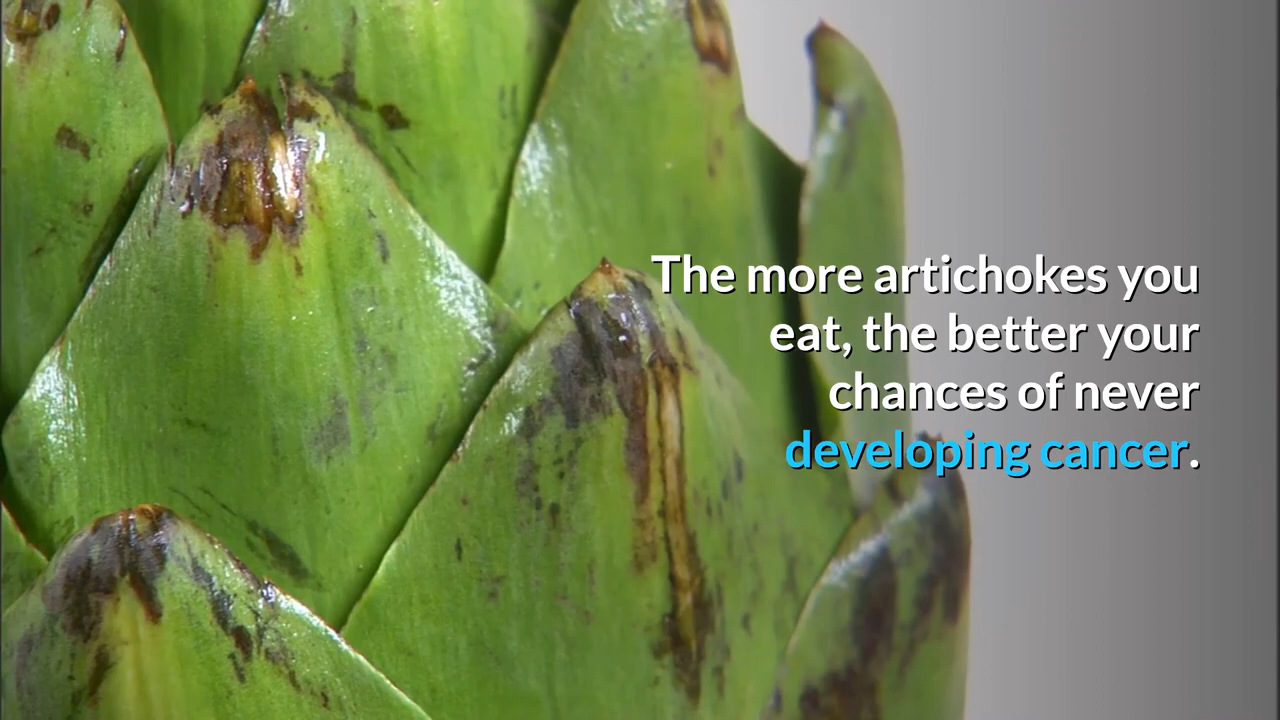 The more artichokes you
eat, the better your
chances of never
developing cancer.